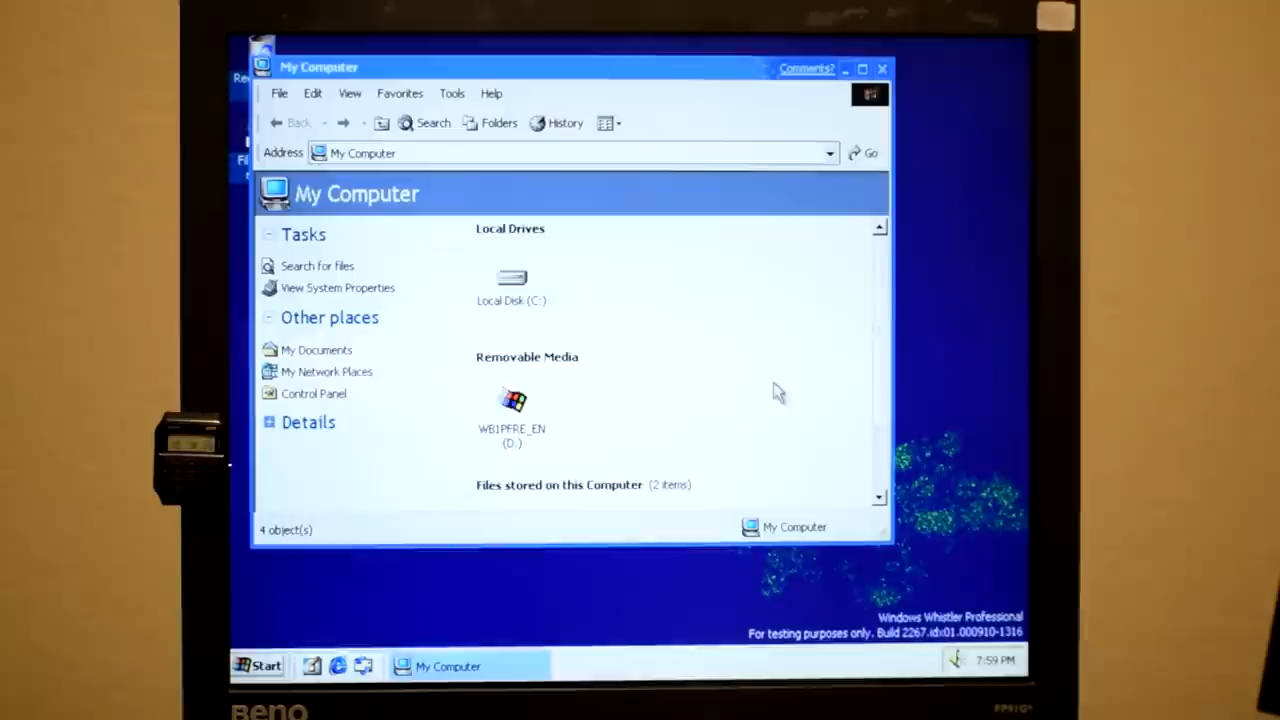 My Computer
Comments?
File Edit View Favorites Tools Help
Back Search Folders History
Address My Computer Go
My Computer
Tasks
Search for files
View System Properties
Other places
My Documents
My Network Places
Control Panel
Details
Local Drives
Local Disk (C:)
Removable Media
WB1PFRE_EN
(D:)
Files stored on this Computer (2 items)
4 object(s)
My Computer
Windows Whistler Professional
For testing purposes only. Build 2267.idx01.000910-1316
Start My Computer 7:59 PM
BenQ